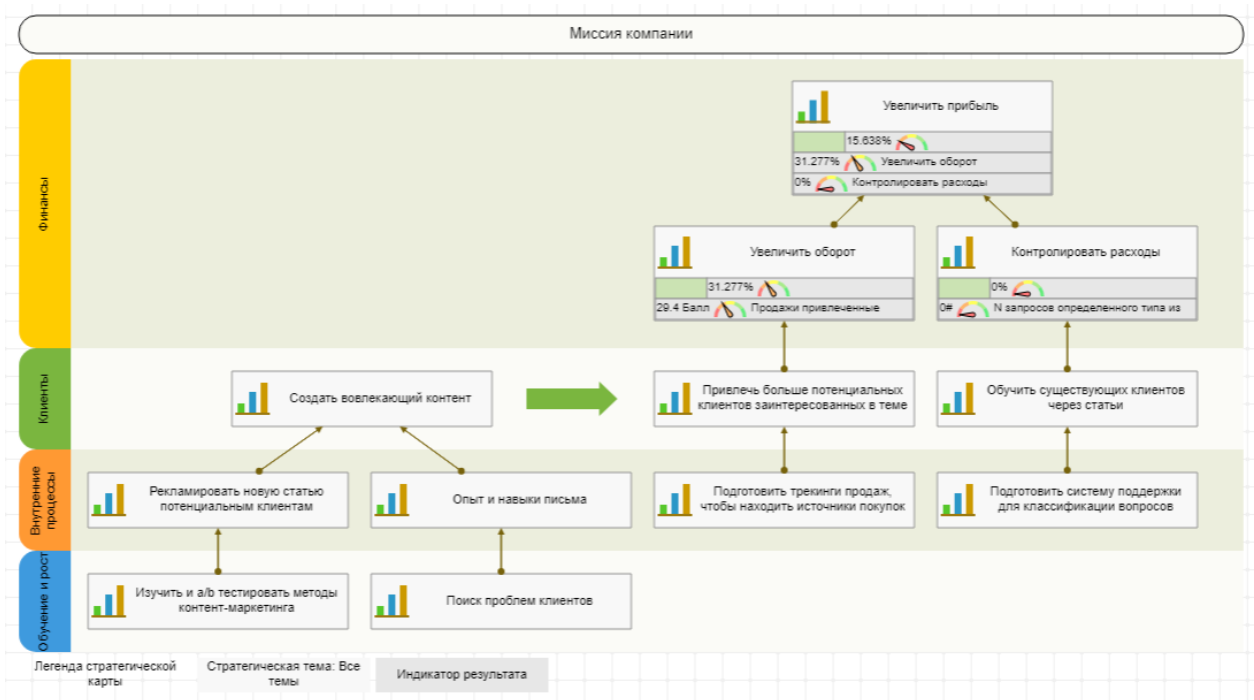 Миссия компании
Финансы
Увеличить прибыль
15.638%
31.277% Увеличить оборот
0% Контролировать расходы
Увеличить оборот
31.277%
29.4 Балл Продажи привлеченные
Контролировать расходы
0%
0# N запросов определенного типа из
Клиенты
Создать вовлекающий контент
Привлечь больше потенциальных
клиентов заинтересованных в теме
Обучить существующих клиентов
через статьи
Внутренние
процессы
Рекламировать новую статью
потенциальным клиентам
Опыт и навыки письма
Подготовить трекинги продаж,
чтобы находить источники покупок
Подготовить систему поддержки
для классификации вопросов
Обучение и рост
Изучить и a/b тестировать методы
контент-маркетинга
Поиск проблем клиентов
Легенда стратегической
карты
Стратегическая тема: Все
темы
Индикатор результата